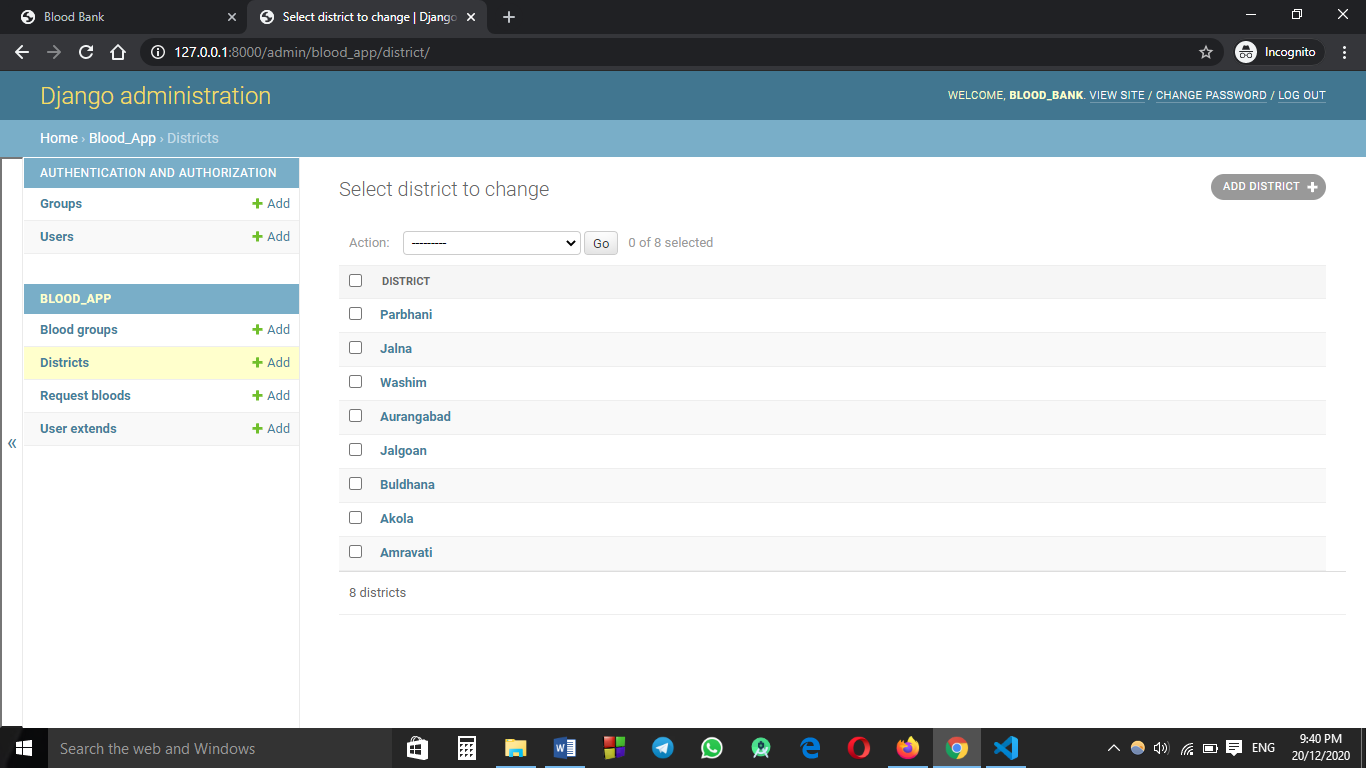 Blood Bank
Select district to change | Django
127.0.0.1:8000/admin/blood_app/district/
Incognito
Django administration
WELCOME, BLOOD_BANK. VIEW SITE / CHANGE PASSWORD / LOG OUT
Home › Blood_App › Districts
AUTHENTICATION AND AUTHORIZATION
Groups + Add
Users + Add
BLOOD_APP
Blood groups + Add
Districts + Add
Request bloods + Add
User extends + Add
«
Select district to change
ADD DISTRICT +
Action: --------- Go 0 of 8 selected
DISTRICT
Parbhani
Jalna
Washim
Aurangabad
Jalgoan
Buldhana
Akola
Amravati
8 districts
Search the web and Windows
ENG
9:40 PM
20/12/2020